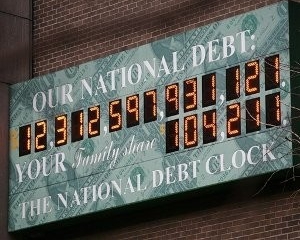 OUR NATIONAL DEBT:
12,312,597,931,121
YOUR Family share 104,211
THE NATIONAL DEBT CLOCK